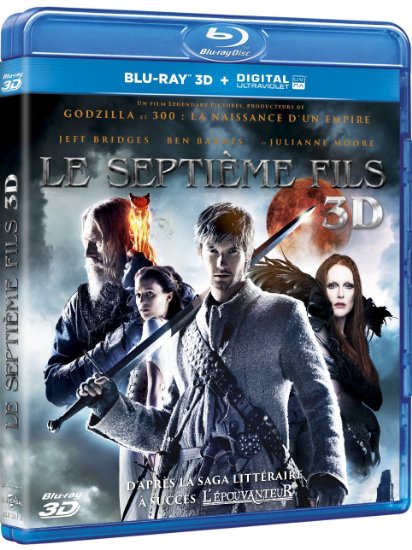 Blu-ray Disc
BLU-RAY 3D + DIGITAL
ULTRAVIOLET
Blu-ray
3D
UN FILM LEGENDARY PICTURES, PRODUCTEURS DE
GODZILLA ET 300 : LA NAISSANCE D'UN EMPIRE
JEFF BRIDGES BEN BARNES ET JULIANNE MOORE
LE SEPTIÈME FILS
3D
LE SEPTIÈME FILS 3D
D'APRÈS LA SAGA LITTÉRAIRE
À SUCCÈS L'ÉPOUVANTEUR
Blu-ray
3D